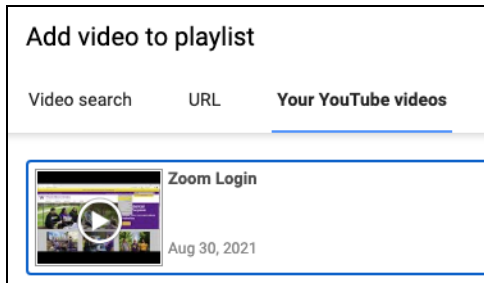 Add video to playlist
Video search URL Your YouTube videos
Zoom Login
Aug 30, 2021